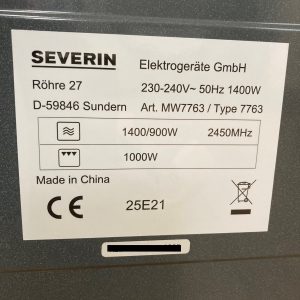 SEVERIN Elektrogeräte GmbH
Röhre 27 230-240V~ 50Hz 1400W
D-59846 Sundern Art. MW7763 / Type 7763
1400/900W 2450MHz
1000W
Made in China
CE 25E21